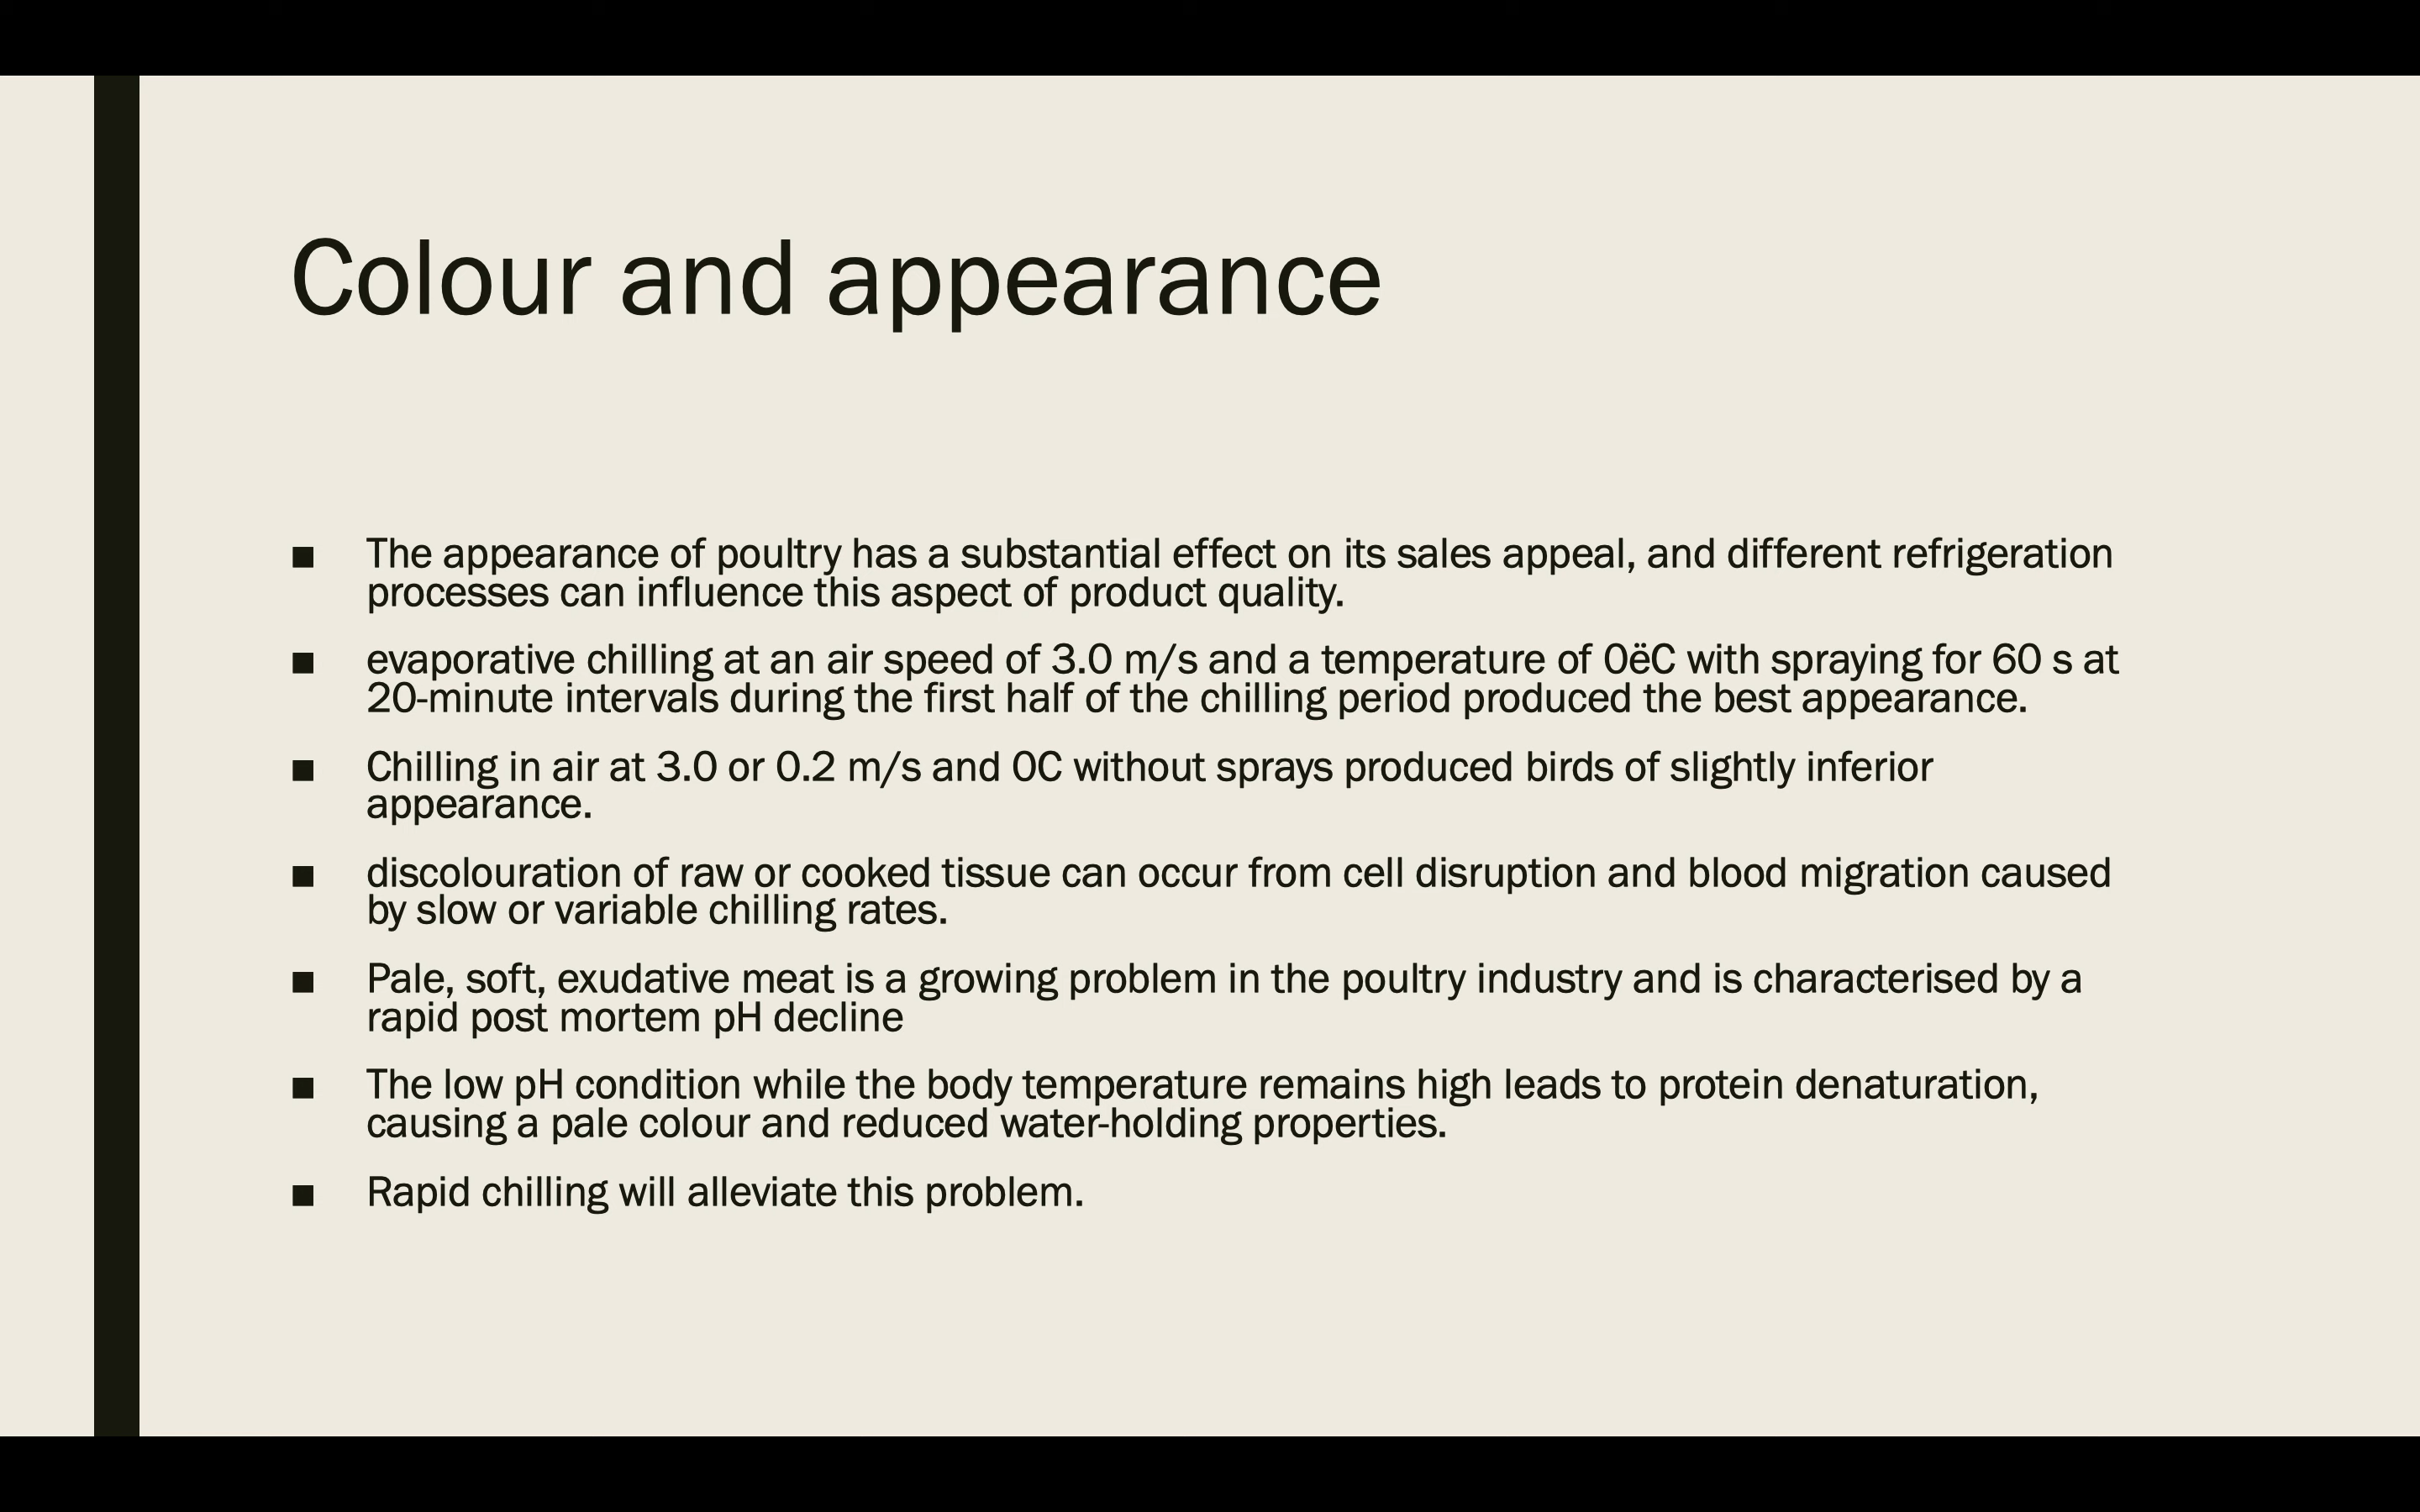 Colour and appearance
■ The appearance of poultry has a substantial effect on its sales appeal, and different refrigeration
processes can influence this aspect of product quality.
■ evaporative chilling at an air speed of 3.0 m/s and a temperature of 0ëC with spraying for 60 s at
20-minute intervals during the first half of the chilling period produced the best appearance.
■ Chilling in air at 3.0 or 0.2 m/s and 0C without sprays produced birds of slightly inferior
appearance.
■ discolouration of raw or cooked tissue can occur from cell disruption and blood migration caused
by slow or variable chilling rates.
■ Pale, soft, exudative meat is a growing problem in the poultry industry and is characterised by a
rapid post mortem pH decline
■ The low pH condition while the body temperature remains high leads to protein denaturation,
causing a pale colour and reduced water-holding properties.
■ Rapid chilling will alleviate this problem.